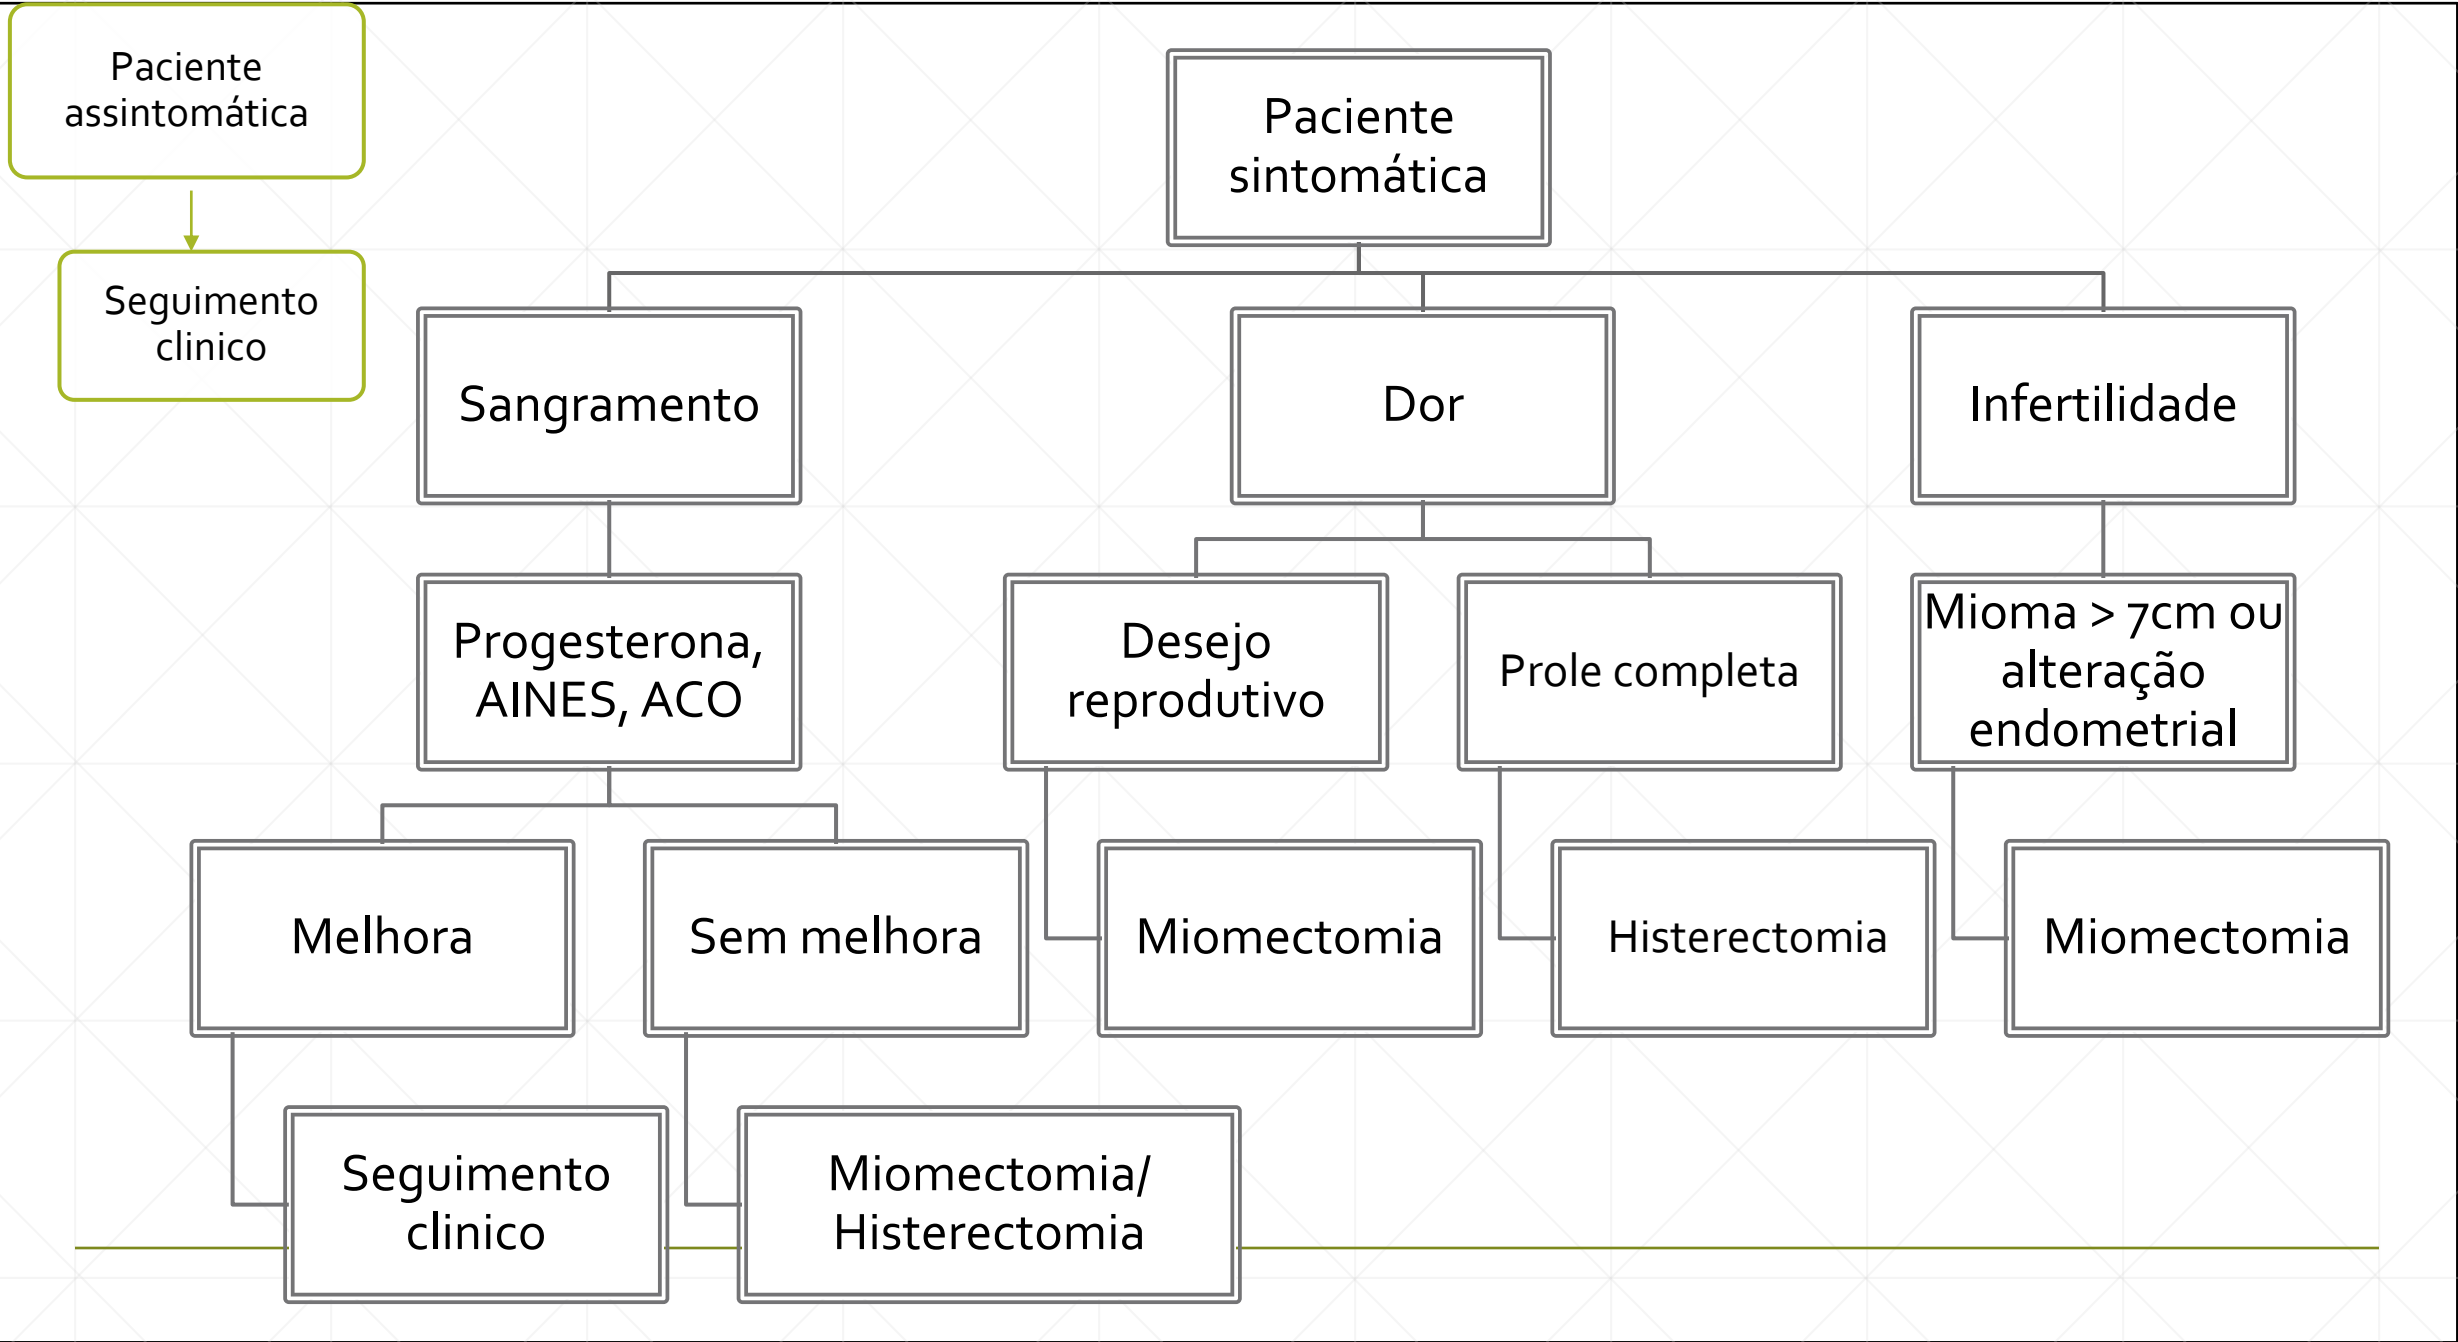 Paciente
assintomática
Seguimento
clinico
Paciente
sintomática
Sangramento
Dor
Infertilidade
Progesterona,
AINES, ACO
Desejo
reprodutivo
Prole completa
Mioma > 7cm ou
alteração
endometrial
Melhora
Sem melhora
Miomectomia
Histerectomia
Miomectomia
Seguimento
clinico
Miomectomia/
Histerectomia